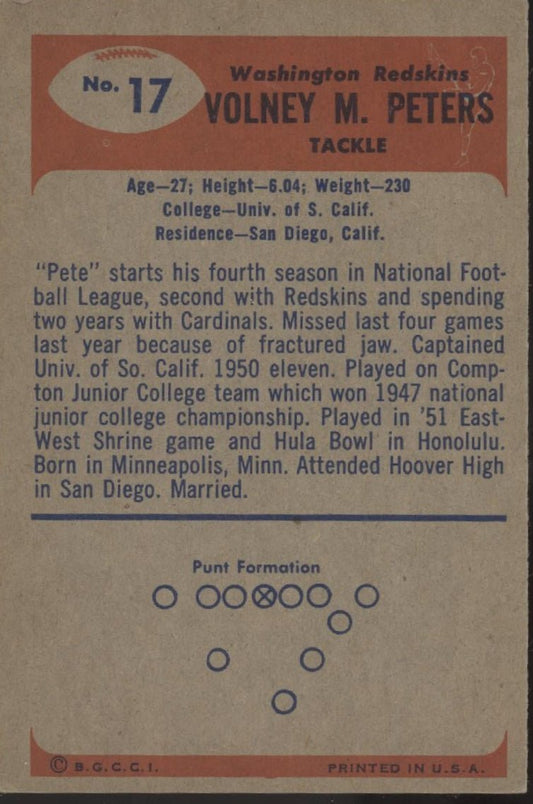 No. 17
Washington Redskins
VOLNEY M. PETERS
TACKLE
Age—27; Height—6.04; Weight—230
College—Univ. of S. Calif.
Residence—San Diego, Calif.
"Pete" starts his fourth season in National Foot-
ball League, second with Redskins and spending
two years with Cardinals. Missed last four games
last year because of fractured jaw. Captained
Univ. of So. Calif. 1950 eleven. Played on Comp-
ton Junior College team which won 1947 national
junior college championship. Played in '51 East-
West Shrine game and Hula Bowl in Honolulu.
Born in Minneapolis, Minn. Attended Hoover High
in San Diego. Married.
Punt Formation
© B.G.C.C.I.
PRINTED IN U.S.A.